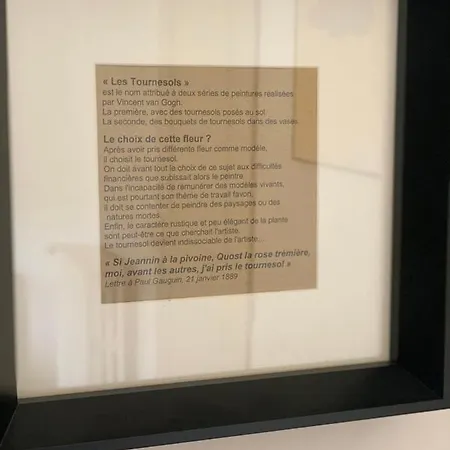 « Les Tournesols »
est le nom attribué à deux séries de peintures réalisées
par Vincent van Gogh.
La première, avec des tournesols posés au sol.
La seconde, des bouquets de tournesols dans des vases.
Le choix de cette fleur ?
Après avoir pris différente fleur comme modèle,
il choisit le tournesol.
On doit avant tout le choix de ce sujet aux difficultés
financières que subissait alors le peintre.
Dans l'incapacité de rémunérer des modèles vivants,
qui est pourtant son thème de travail favori,
il doit se contenter de peindre des paysages ou des
natures mortes.
Enfin, le caractère rustique et peu élégant de la plante
sont peut-être ce que cherchait l'artiste.
Le tournesol devient indissociable de l'artiste...
« Si Jeannin à la pivoine, Quost la rose trémière,
moi, avant les autres, j'ai pris le tournesol »
Lettre à Paul Gauguin, 21 janvier 1889